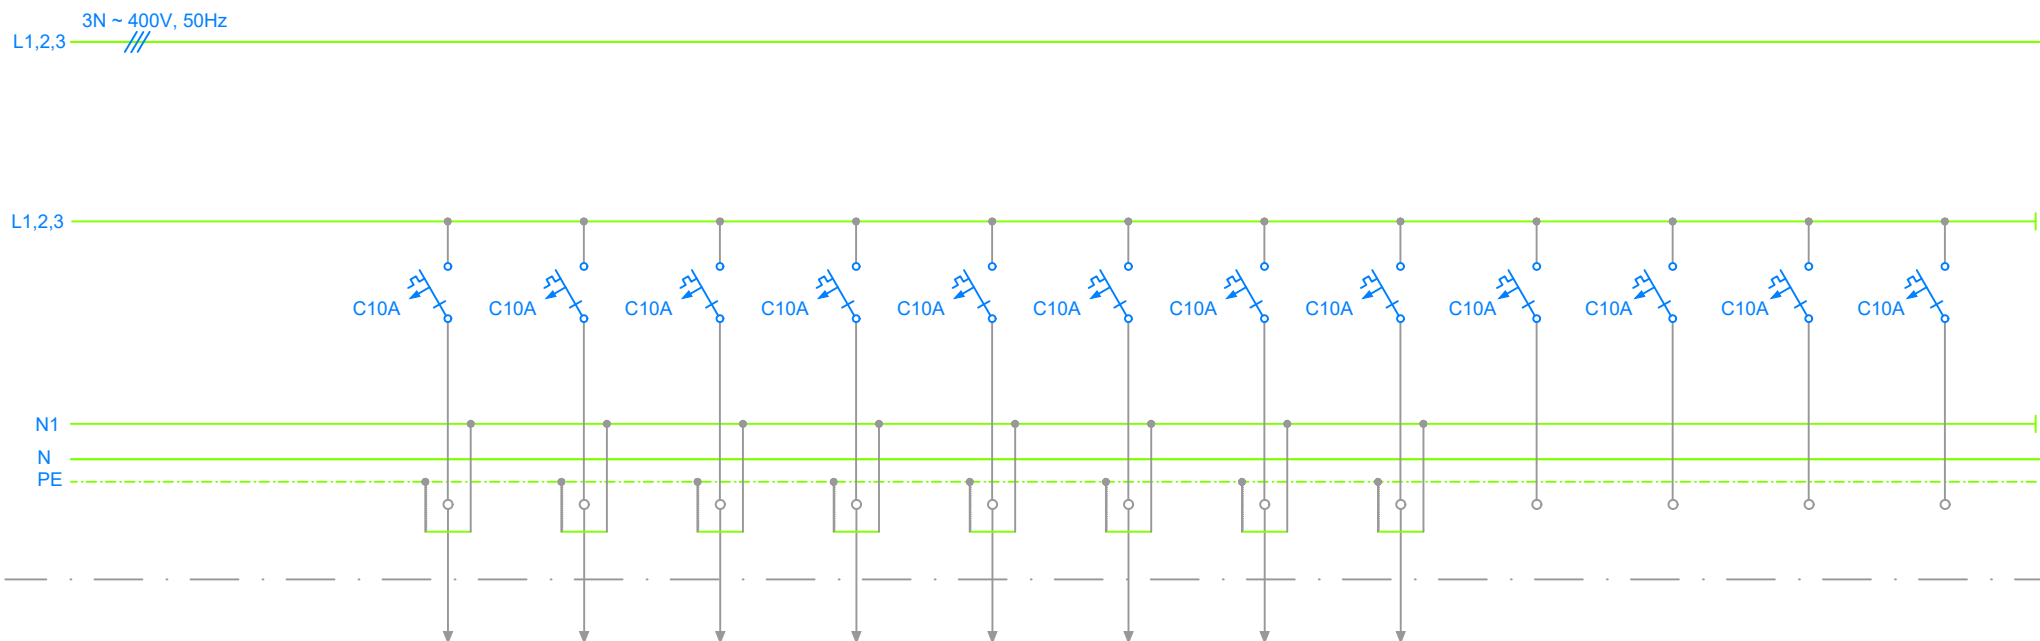 3N ~ 400V, 50Hz
L1,2,3
L1,2,3
C10A C10A C10A C10A C10A C10A C10A C10A C10A C10A C10A C10A
N1
N
PE